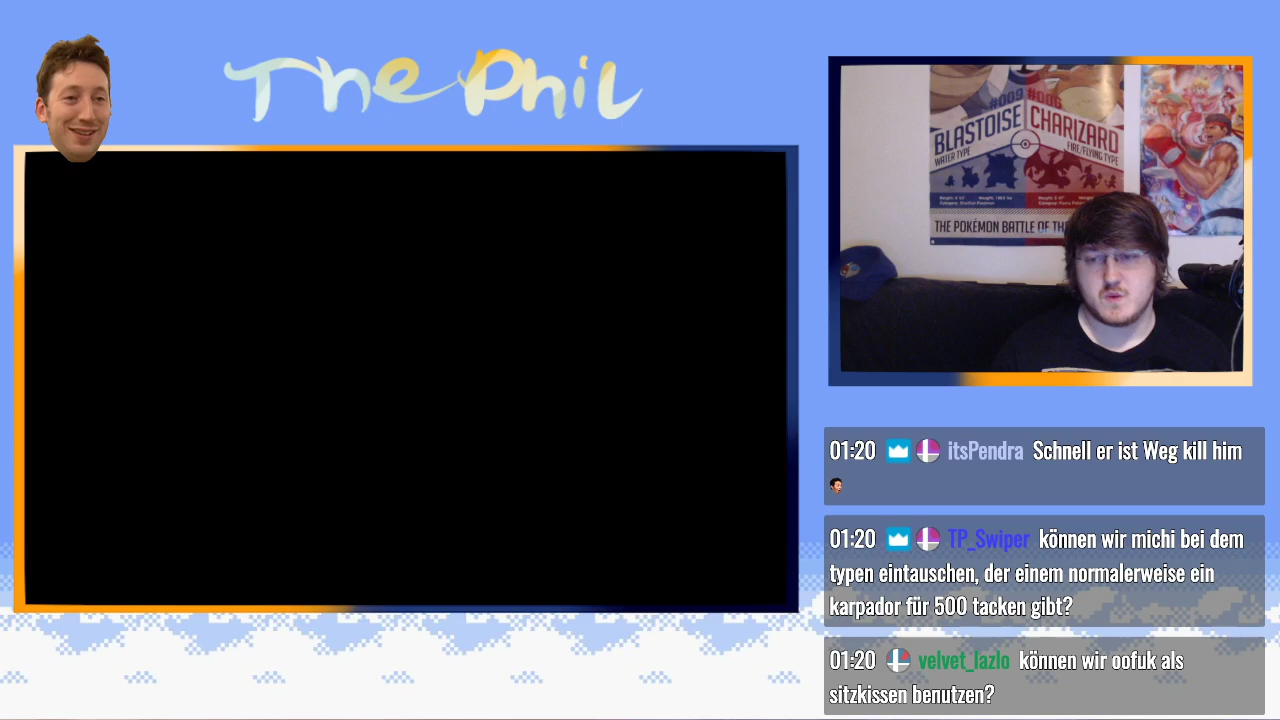 The Phil
#009 #006
BLASTOISE
CHARIZARD
WATER TYPE
FIRE/FLYING TYPE
THE POKÉMON BATTLE OF TH
01:20 itsPendra Schnell er ist Weg kill him
01:20 TP_Swiper können wir michi bei dem
typen eintauschen, der einem normalerweise ein
karpador für 500 tacken gibt?
01:20 velvet_lazlo können wir oofuk als
sitzkissen benutzen?